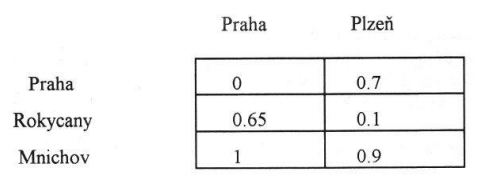 Praha Plzeň
Praha 0 0.7
Rokycany 0.65 0.1
Mnichov 1 0.9